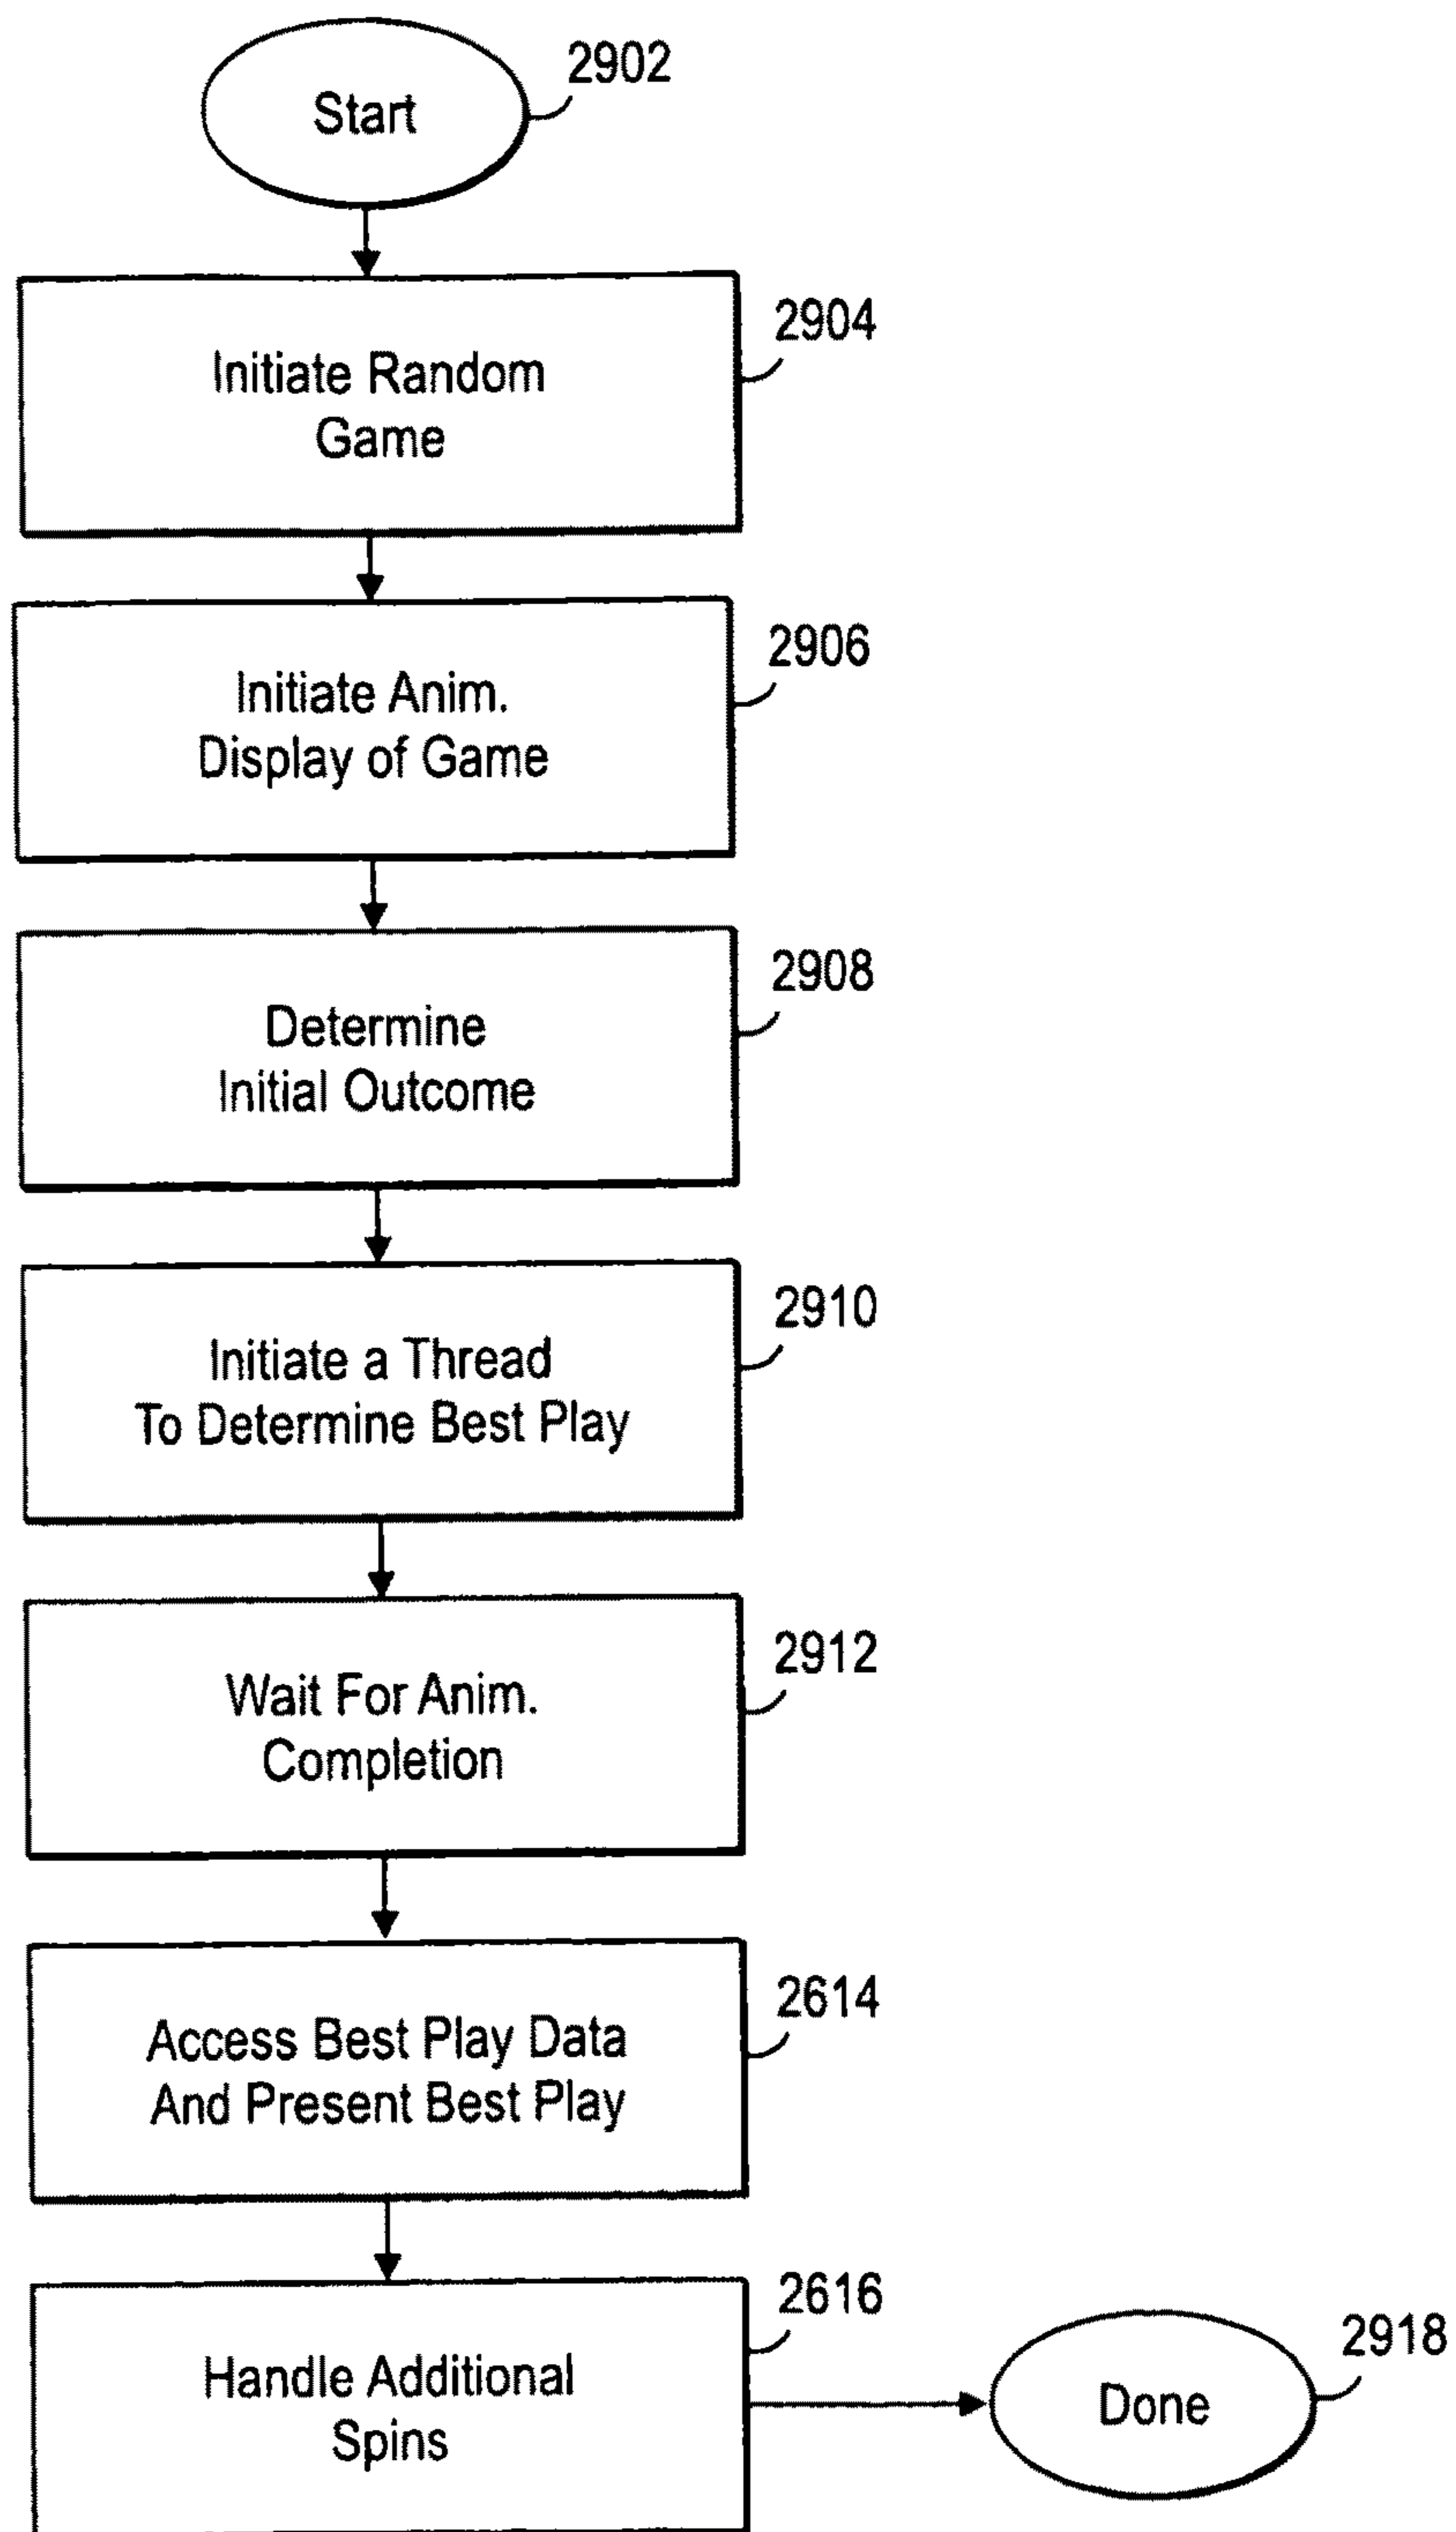 Start
2902
Initiate Random
Game
2904
Initiate Anim.
Display of Game
2906
Determine
Initial Outcome
2908
Initiate a Thread
To Determine Best Play
2910
Wait For Anim.
Completion
2912
Access Best Play Data
And Present Best Play
2614
Handle Additional
Spins
2616
Done
2918